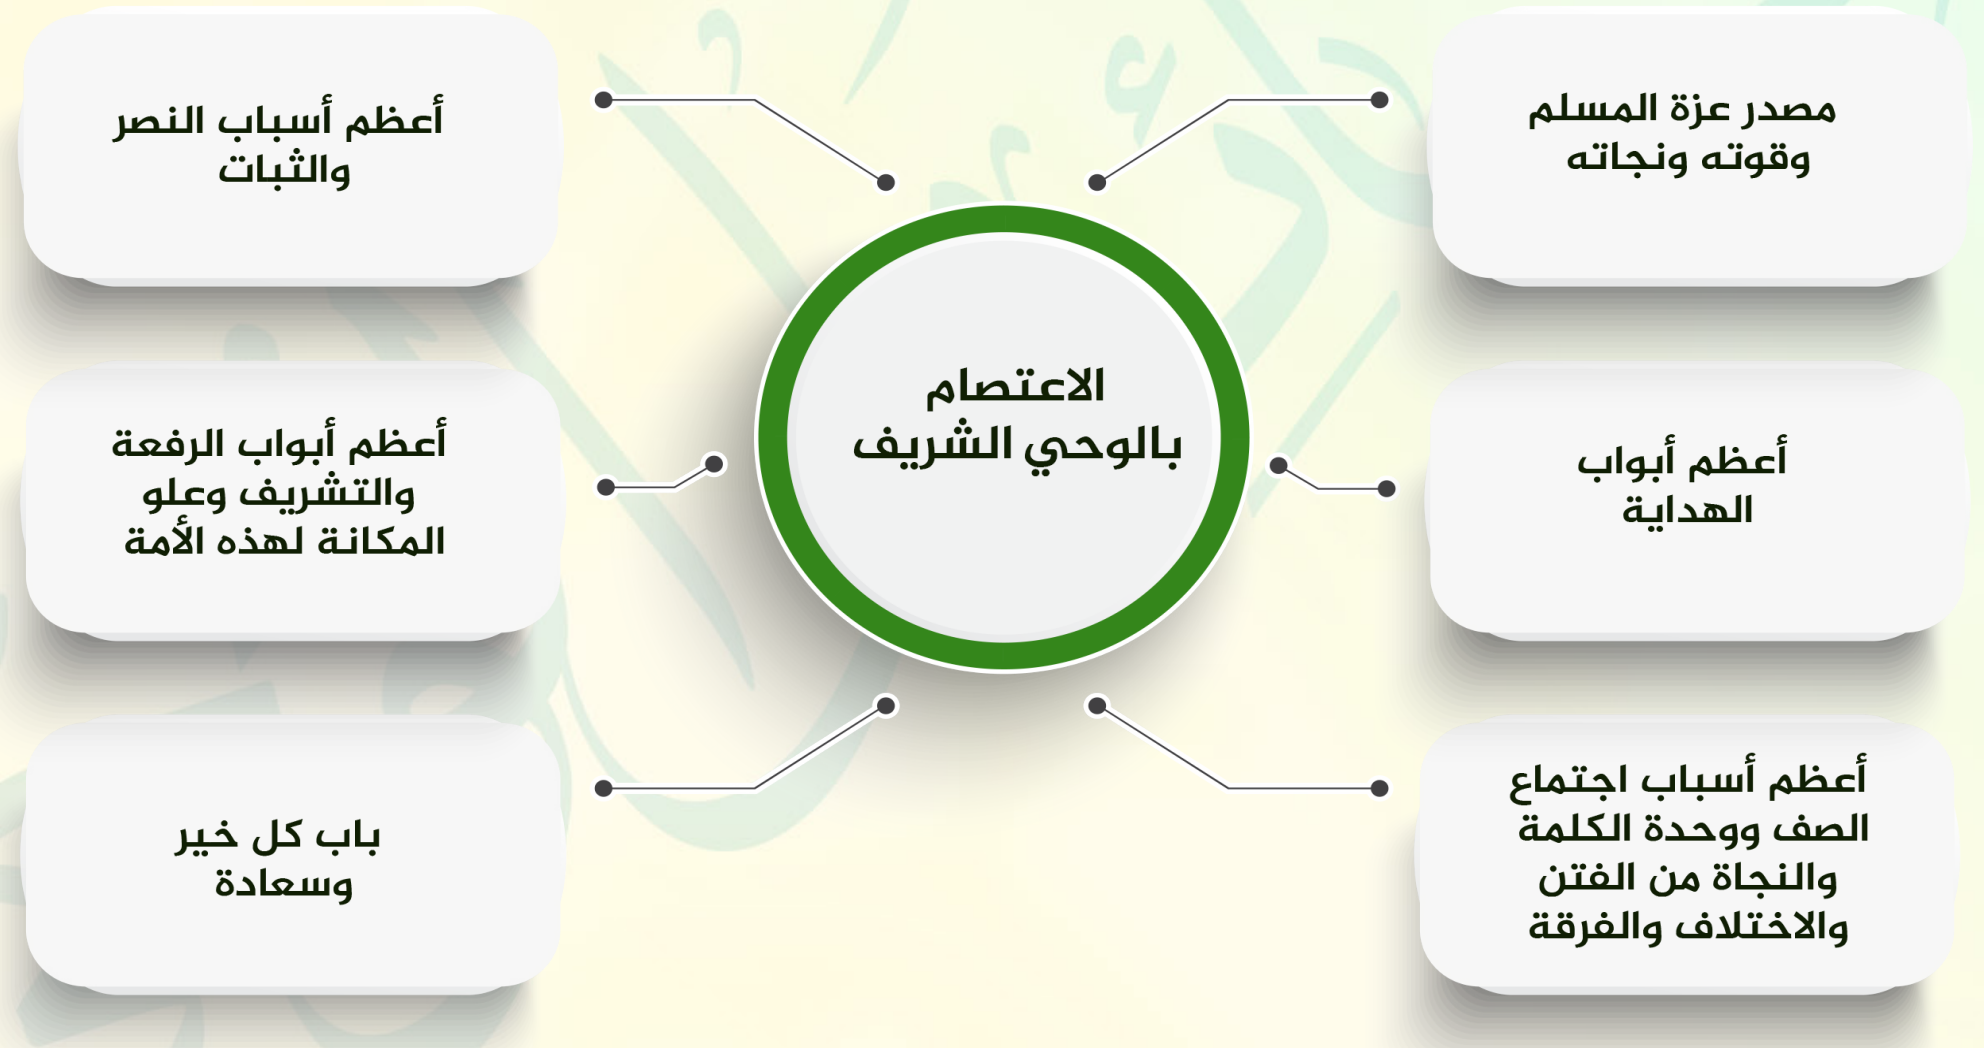 الاعتصام
بالوحي الشريف
مصدر عزة المسلم
وقوته ونجاته
أعظم أبواب
الهداية
أعظم أسباب اجتماع
الصف ووحدة الكلمة
والنجاة من الفتن
والاختلاف والفرقة
أعظم أسباب النصر
والثبات
أعظم أبواب الرفعة
والتشريف وعلو
المكانة لهذه الأمة
باب كل خير
وسعادة